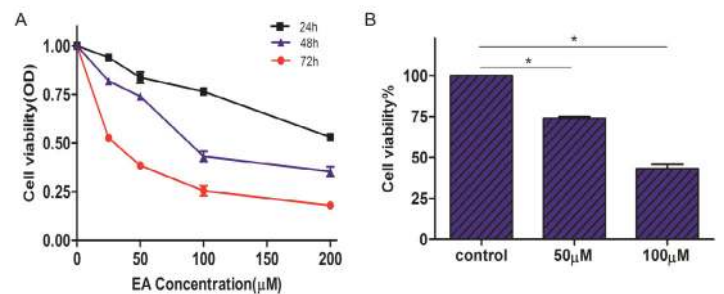 A
24h
48h
72h
1.00
0.75
0.50
0.25
0.00
Cell viability(OD)
0
50
100
150
200
EA Concentration(μM)
B
*
*
100
75
50
25
0
Cell viability%
control
50μM
100μM